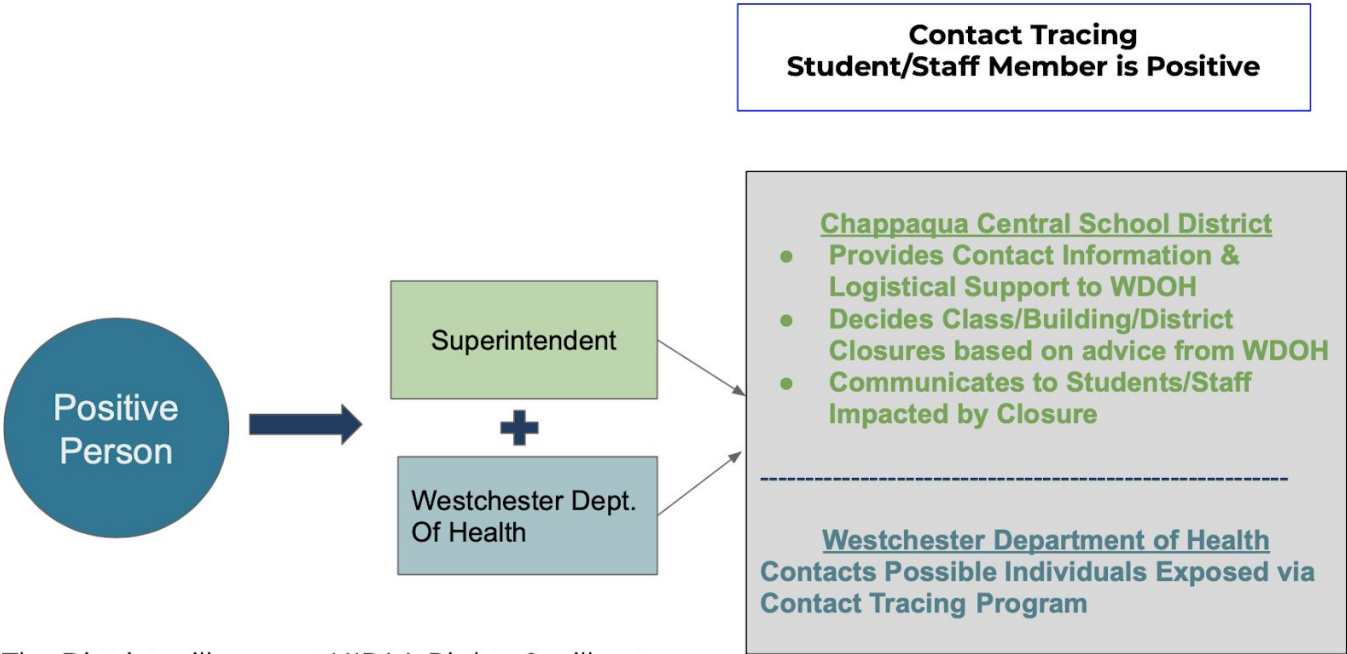 Contact Tracing
Student/Staff Member is Positive
Positive
Person
Superintendent
Westchester Dept.
Of Health
Chappaqua Central School District
● Provides Contact Information &
Logistical Support to WDOH
● Decides Class/Building/District
Closures based on advice from WDOH
● Communicates to Students/Staff
Impacted by Closure
----------------------------------------------------------
Westchester Department of Health
Contacts Possible Individuals Exposed via
Contact Tracing Program